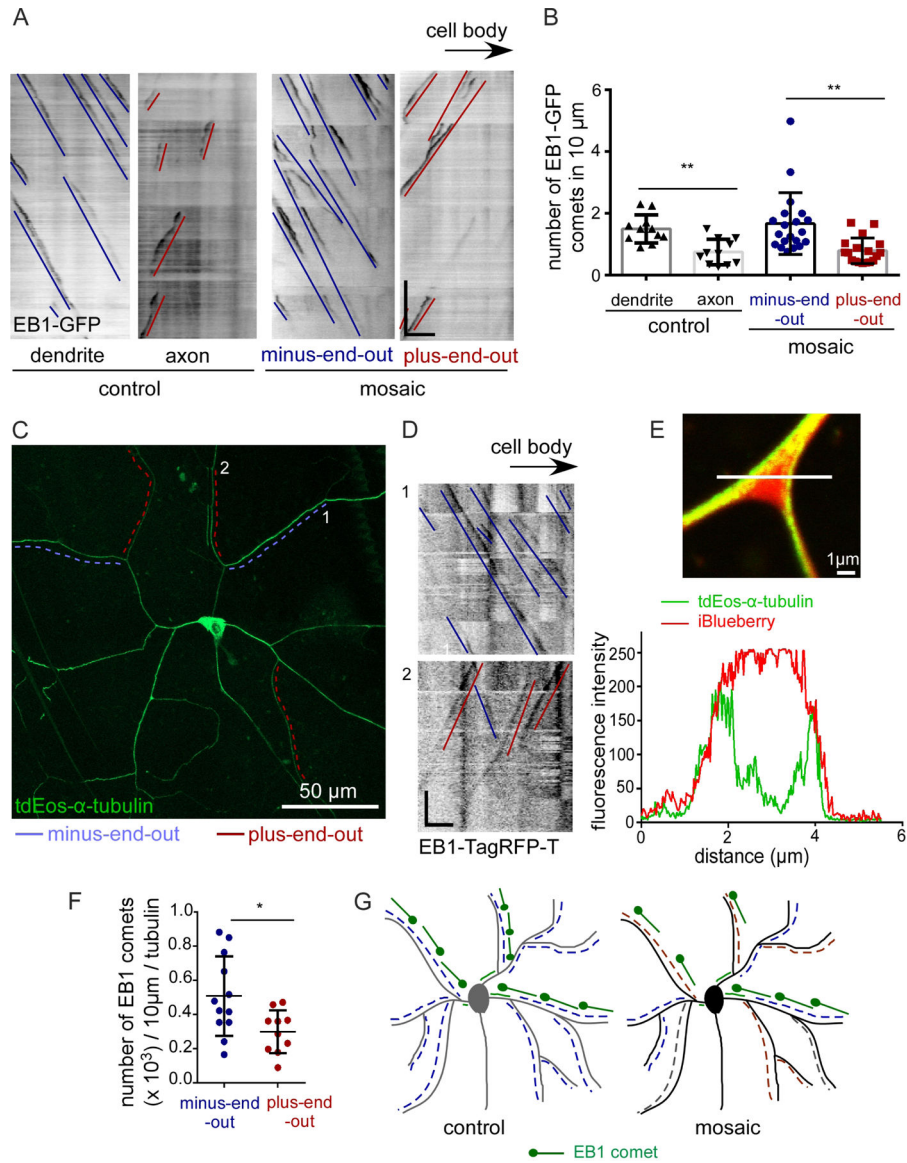 A
cell body
EB1-GFP
dendrite
axon
minus-end-out
plus-end-out
control
mosaic
B
number of EB1-GFP
comets in 10 µm
6
4
2
0
**
**
dendrite
axon
minus-end
-out
plus-end
-out
control
mosaic
C
2
1
tdEos-α-tubulin
50 µm
minus-end-out
plus-end-out
D
cell body
1
2
EB1-TagRFP-T
E
1µm
tdEos-α-tubulin
iBlueberry
fluorescence intensity
250
200
150
100
50
0
0
2
4
6
distance (µm)
F
number of EB1 comets
(x 10³) / 10µm / tubulin
1.0
0.8
0.6
0.4
0.2
0.0
*
minus-end
-out
plus-end
-out
G
control
mosaic
EB1 comet